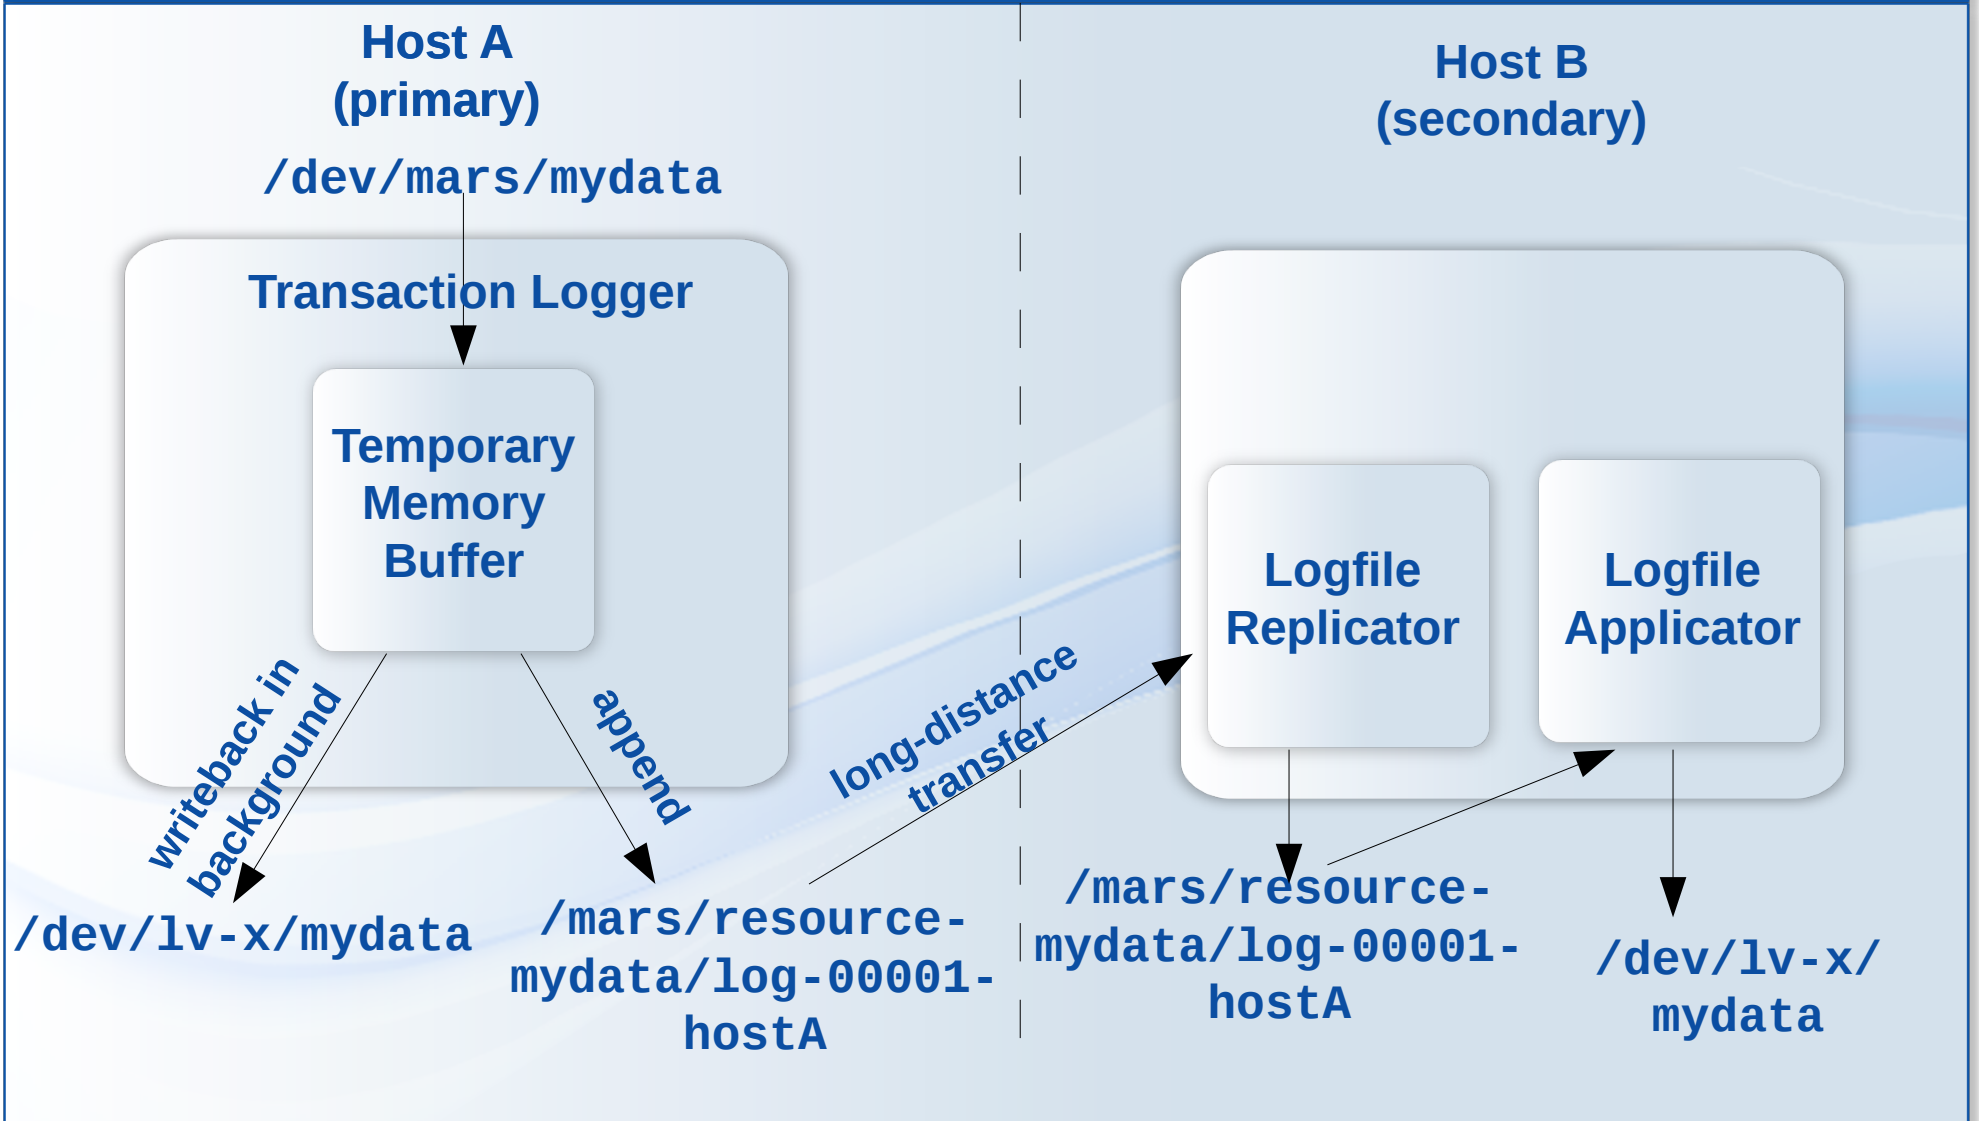 Host A
(primary)
/dev/mars/mydata
Transaction Logger
Temporary
Memory
Buffer
writeback in
background
append
/dev/lv-x/mydata
/mars/resource-
mydata/log-00001-
hostA
long-distance
transfer
Host B
(secondary)
Logfile
Replicator
Logfile
Applicator
/mars/resource-
mydata/log-00001-
hostA
/dev/lv-x/
mydata